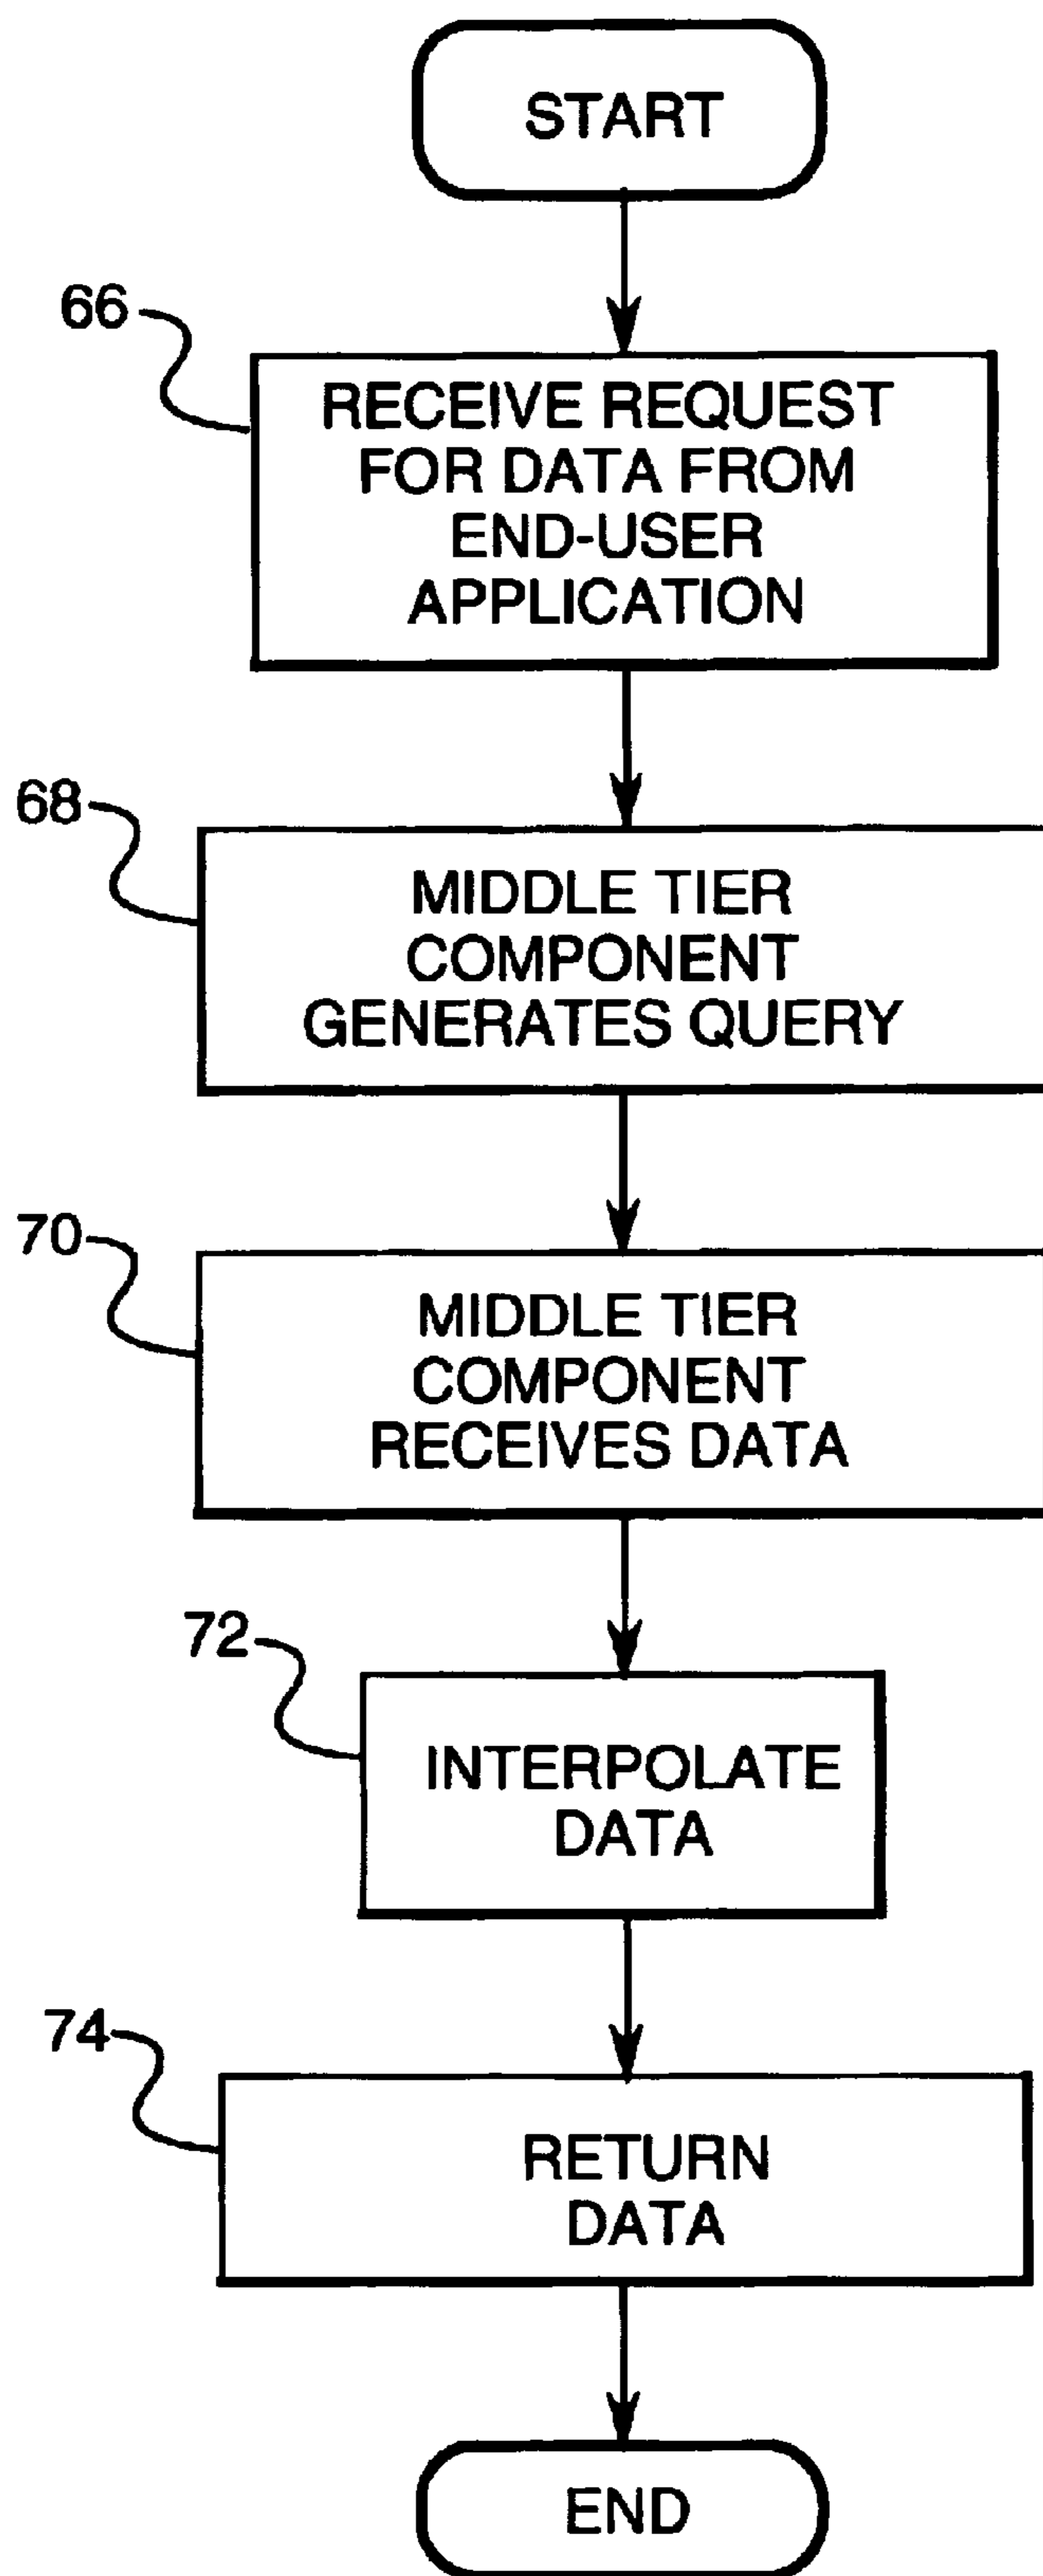 START
66
RECEIVE REQUEST
FOR DATA FROM
END-USER
APPLICATION
68
MIDDLE TIER
COMPONENT
GENERATES QUERY
70
MIDDLE TIER
COMPONENT
RECEIVES DATA
72
INTERPOLATE
DATA
74
RETURN
DATA
END